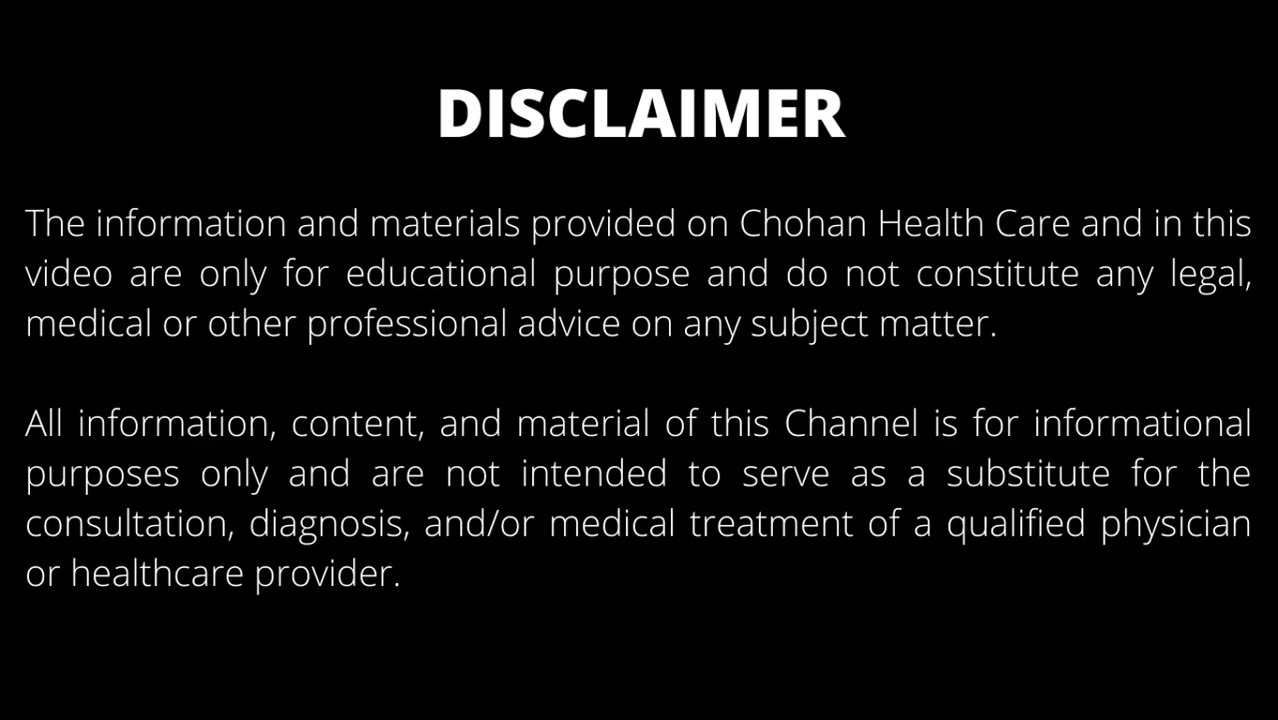 DISCLAIMER
The information and materials provided on Chohan Health Care and in this
video are only for educational purpose and do not constitute any legal,
medical or other professional advice on any subject matter.
All information, content, and material of this Channel is for informational
purposes only and are not intended to serve as a substitute for the
consultation, diagnosis, and/or medical treatment of a qualified physician
or healthcare provider.